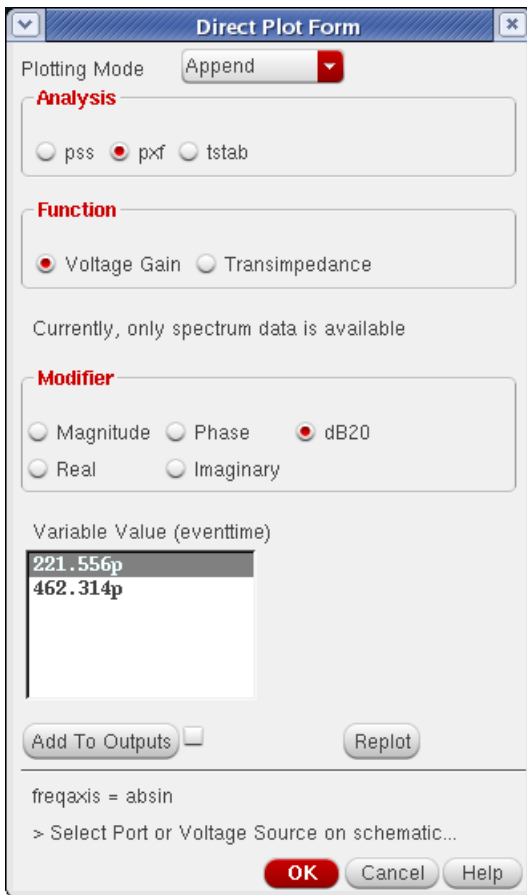 Direct Plot Form
Plotting Mode Append
Analysis
pss pxf tstab
Function
Voltage Gain Transimpedance
Currently, only spectrum data is available
Modifier
Magnitude Phase dB20
Real Imaginary
Variable Value (eventtime)
221.556p
462.314p
Add To Outputs Replot
freqaxis = absin
> Select Port or Voltage Source on schematic...
OK Cancel Help